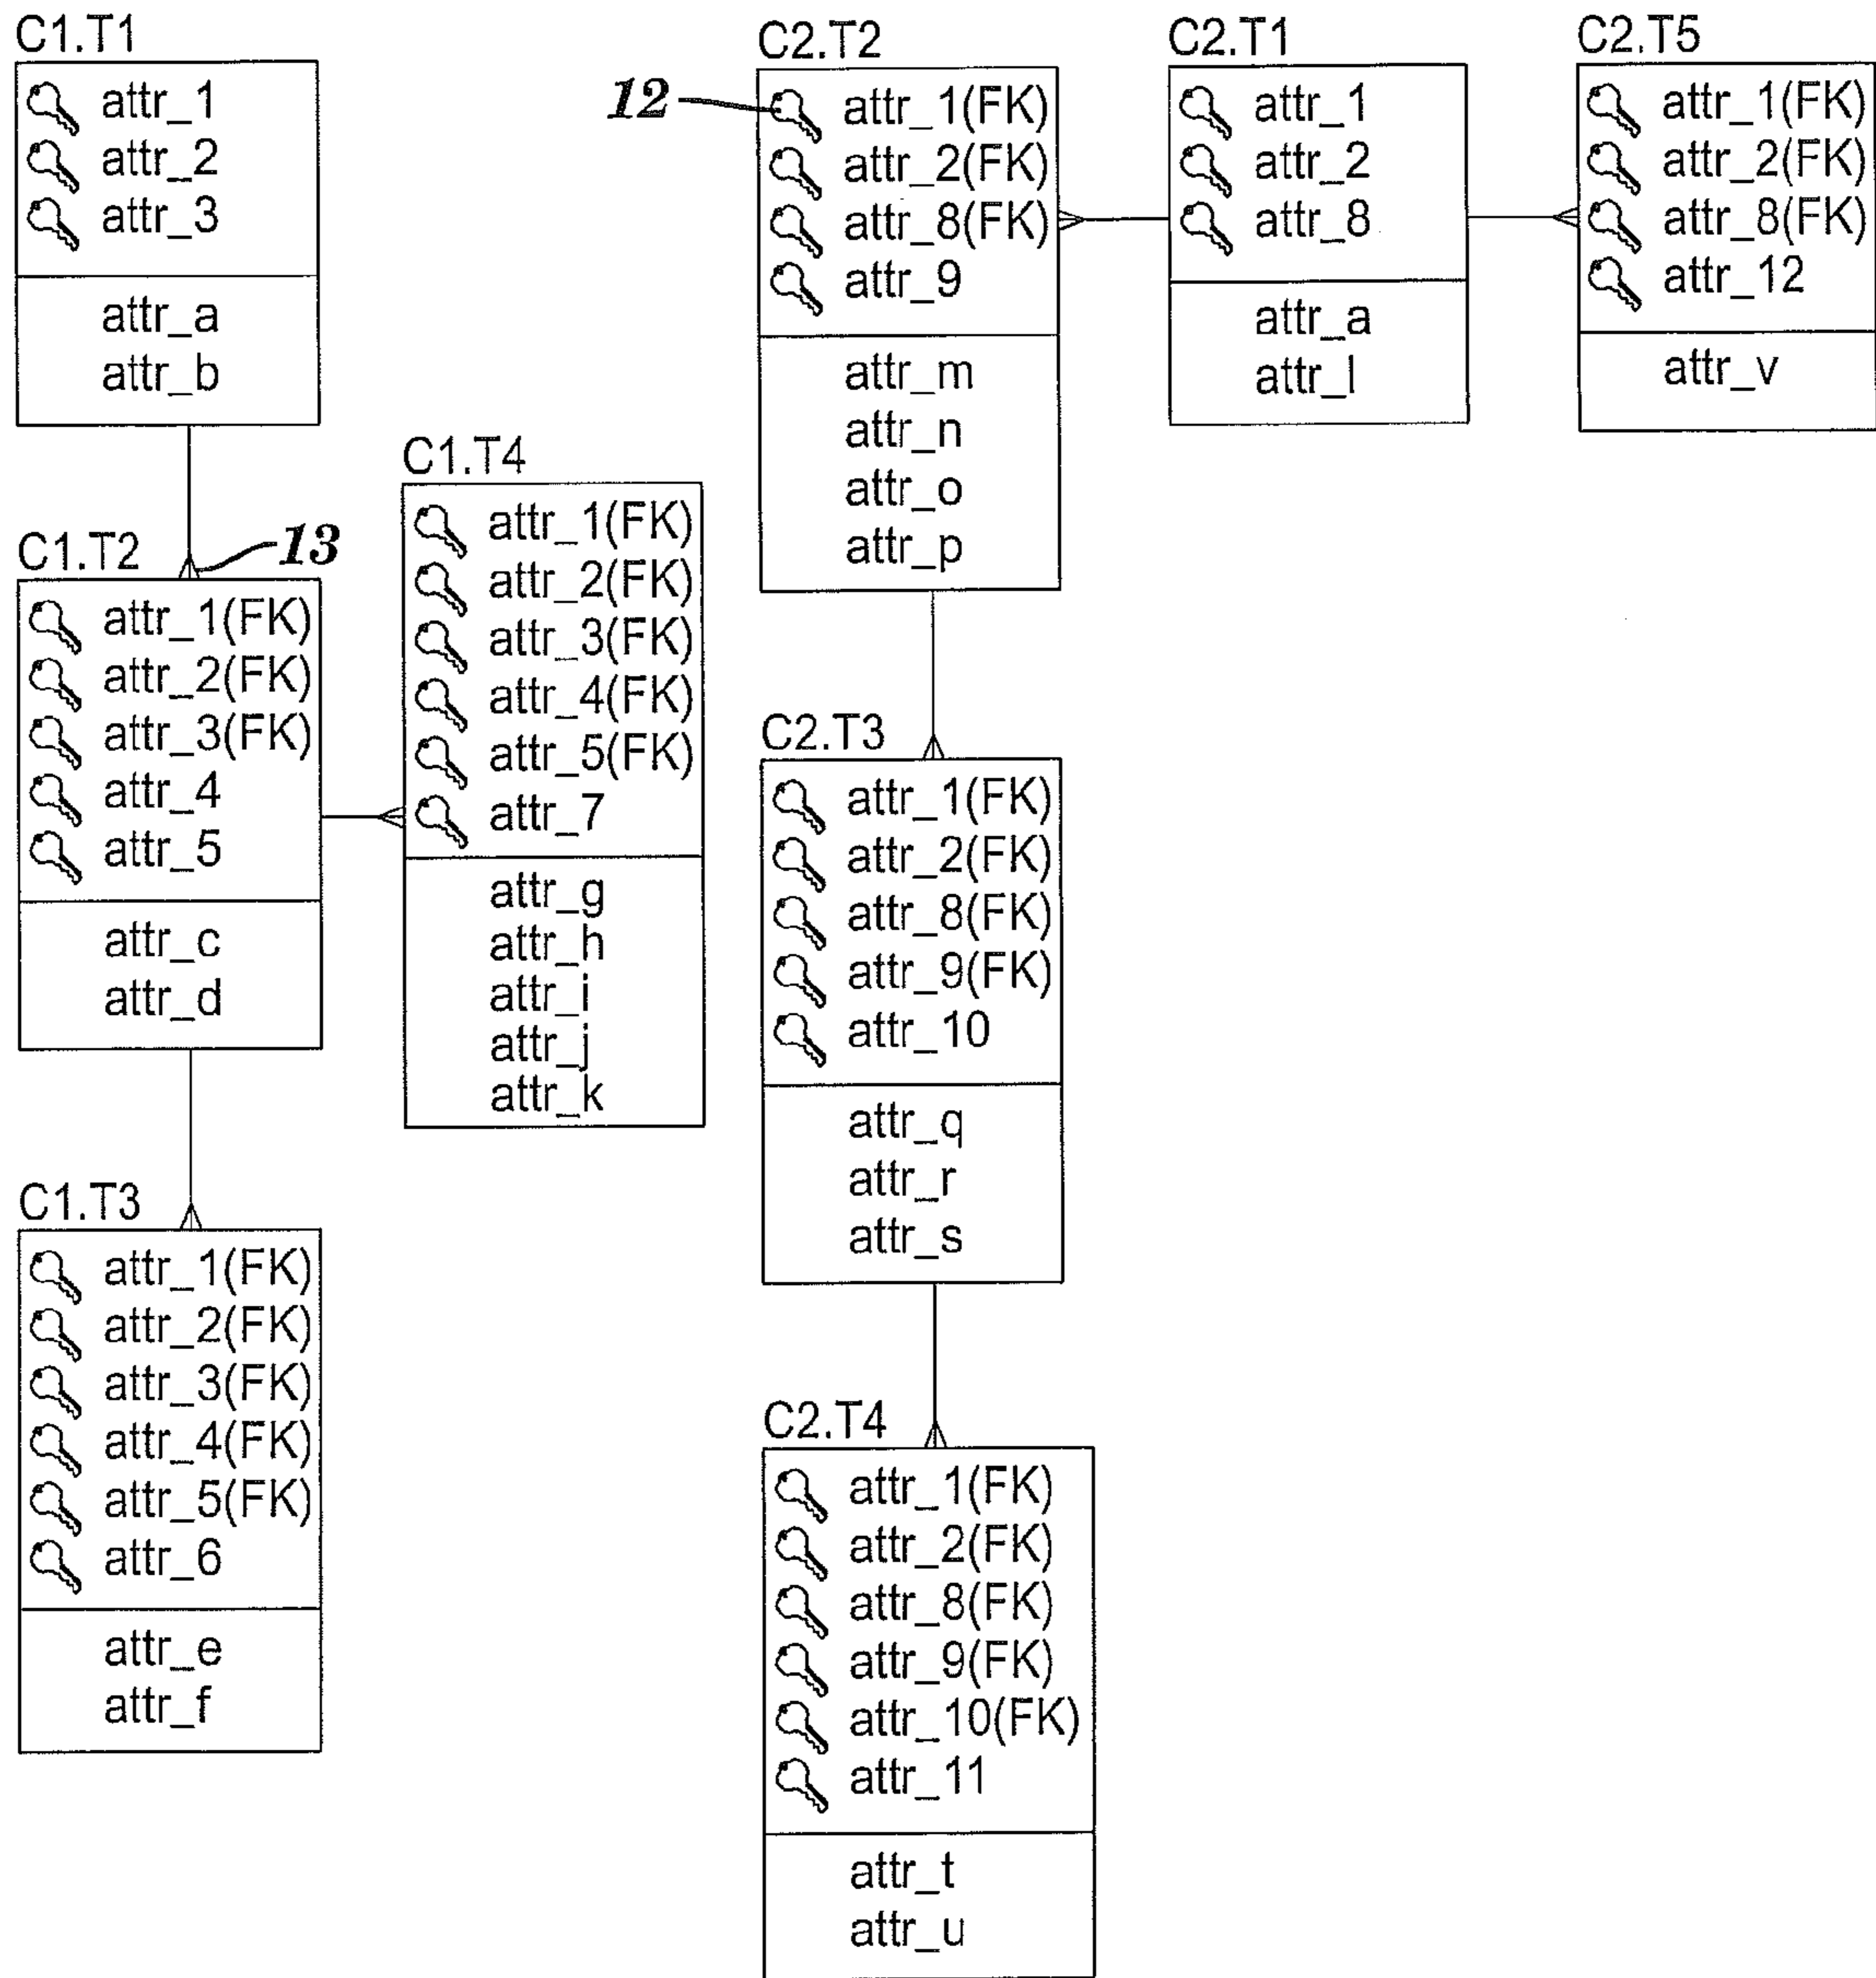 C1.T1
attr_1
attr_2
attr_3
attr_a
attr_b
13
C1.T2
attr_1(FK)
attr_2(FK)
attr_3(FK)
attr_4
attr_5
attr_c
attr_d
C1.T3
attr_1(FK)
attr_2(FK)
attr_3(FK)
attr_4(FK)
attr_5(FK)
attr_6
attr_e
attr_f
C1.T4
attr_1(FK)
attr_2(FK)
attr_3(FK)
attr_4(FK)
attr_5(FK)
attr_7
attr_g
attr_h
attr_i
attr_j
attr_k
12
C2.T2
attr_1(FK)
attr_2(FK)
attr_8(FK)
attr_9
attr_m
attr_n
attr_o
attr_p
C2.T3
attr_1(FK)
attr_2(FK)
attr_8(FK)
attr_9(FK)
attr_10
attr_q
attr_r
attr_s
C2.T4
attr_1(FK)
attr_2(FK)
attr_8(FK)
attr_9(FK)
attr_10(FK)
attr_11
attr_t
attr_u
C2.T1
attr_1
attr_2
attr_8
attr_a
attr_l
C2.T5
attr_1(FK)
attr_2(FK)
attr_8(FK)
attr_12
attr_v